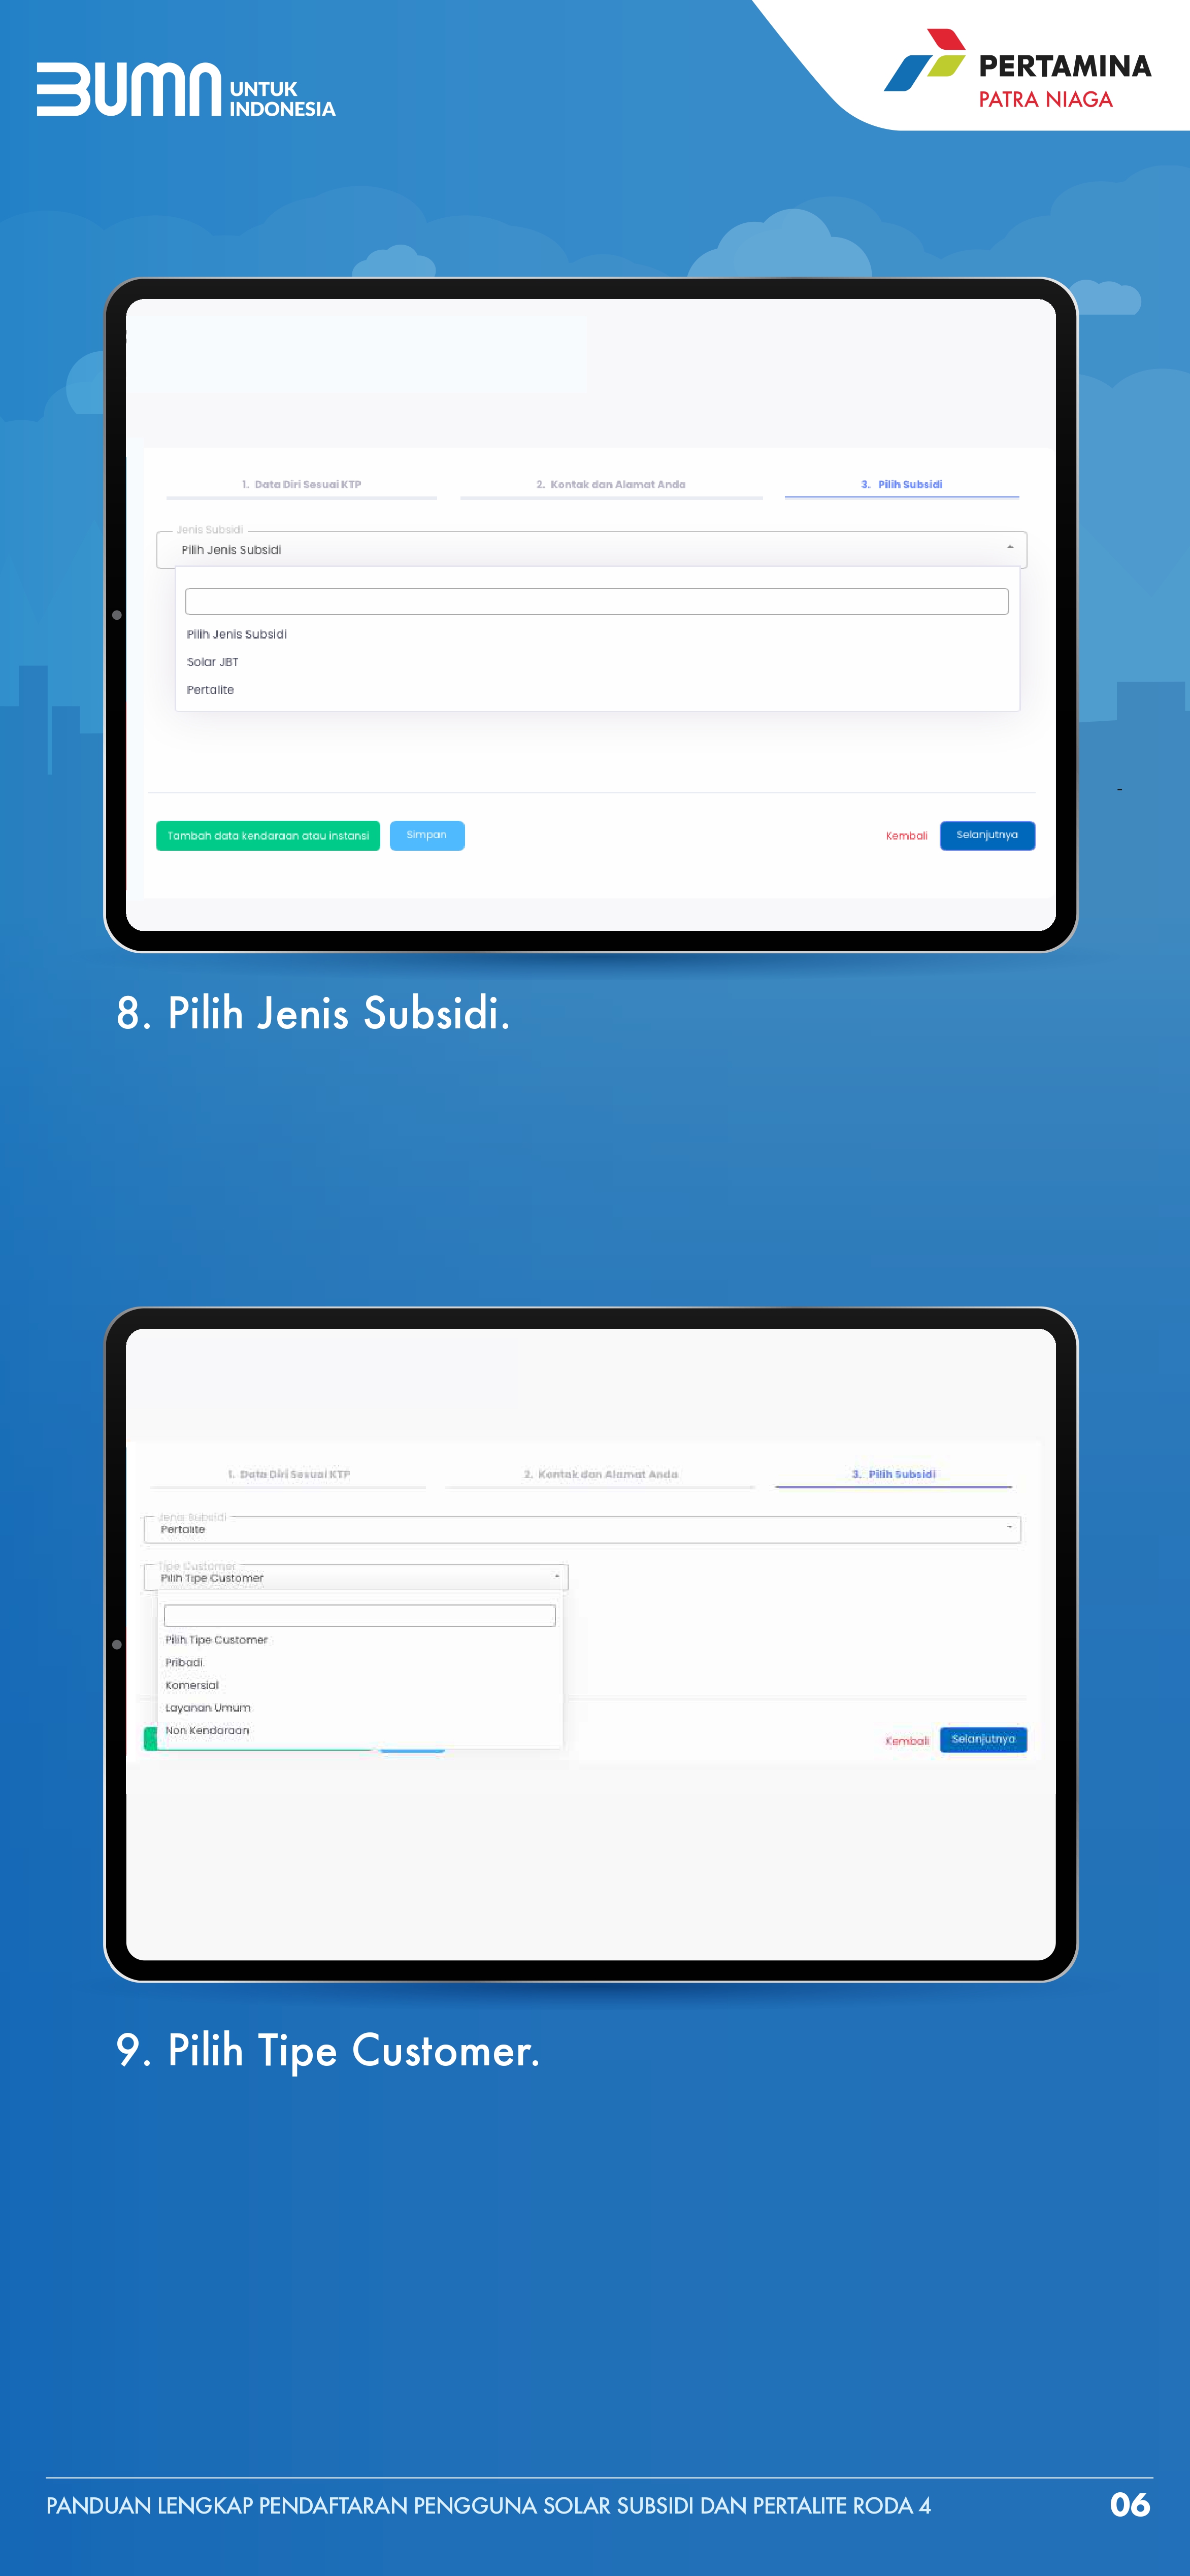 BUMN UNTUK
INDONESIA
PERTAMINA
PATRA NIAGA
1. Data Diri Sesuai KTP
2. Kontak dan Alamat Anda
3. Pilih Subsidi
Jenis Subsidi
Pilih Jenis Subsidi
Pilih Jenis Subsidi
Solar JBT
Pertalite
Tambah data kendaraan atau instansi
Simpan
Kembali
Selanjutnya
8. Pilih Jenis Subsidi.
1. Data Diri Sesuai KTP
2. Kontak dan Alamat Anda
3. Pilih Subsidi
Jenis Subsidi
Pertalite
Tipe Customer
Pilih Tipe Customer
Pilih Tipe Customer
Pribadi
Komersial
Layanan Umum
Non Kendaraan
Kembali
Selanjutnya
9. Pilih Tipe Customer.
PANDUAN LENGKAP PENDAFTARAN PENGGUNA SOLAR SUBSIDI DAN PERTALITE RODA 4
06